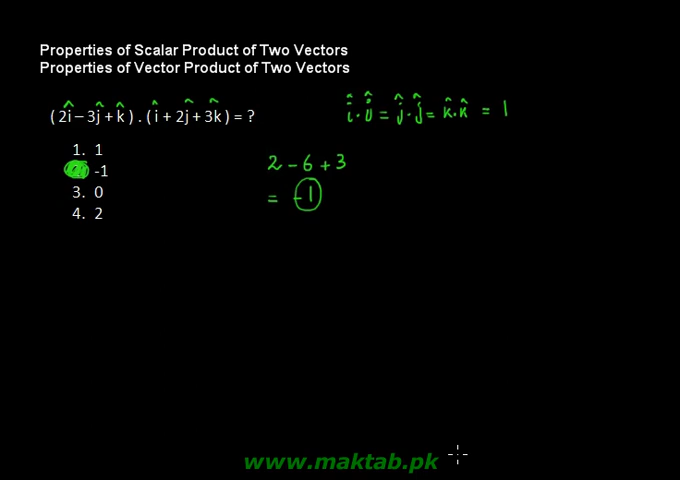 Properties of Scalar Product of Two Vectors
Properties of Vector Product of Two Vectors
(2î − 3ĵ + k̂) . (î + 2ĵ + 3k̂) = ?
î · î = ĵ · ĵ = k̂ · k̂ = 1
1. 1
-1
3. 0
4. 2
2 − 6 + 3
= -1
www.maktab.pk